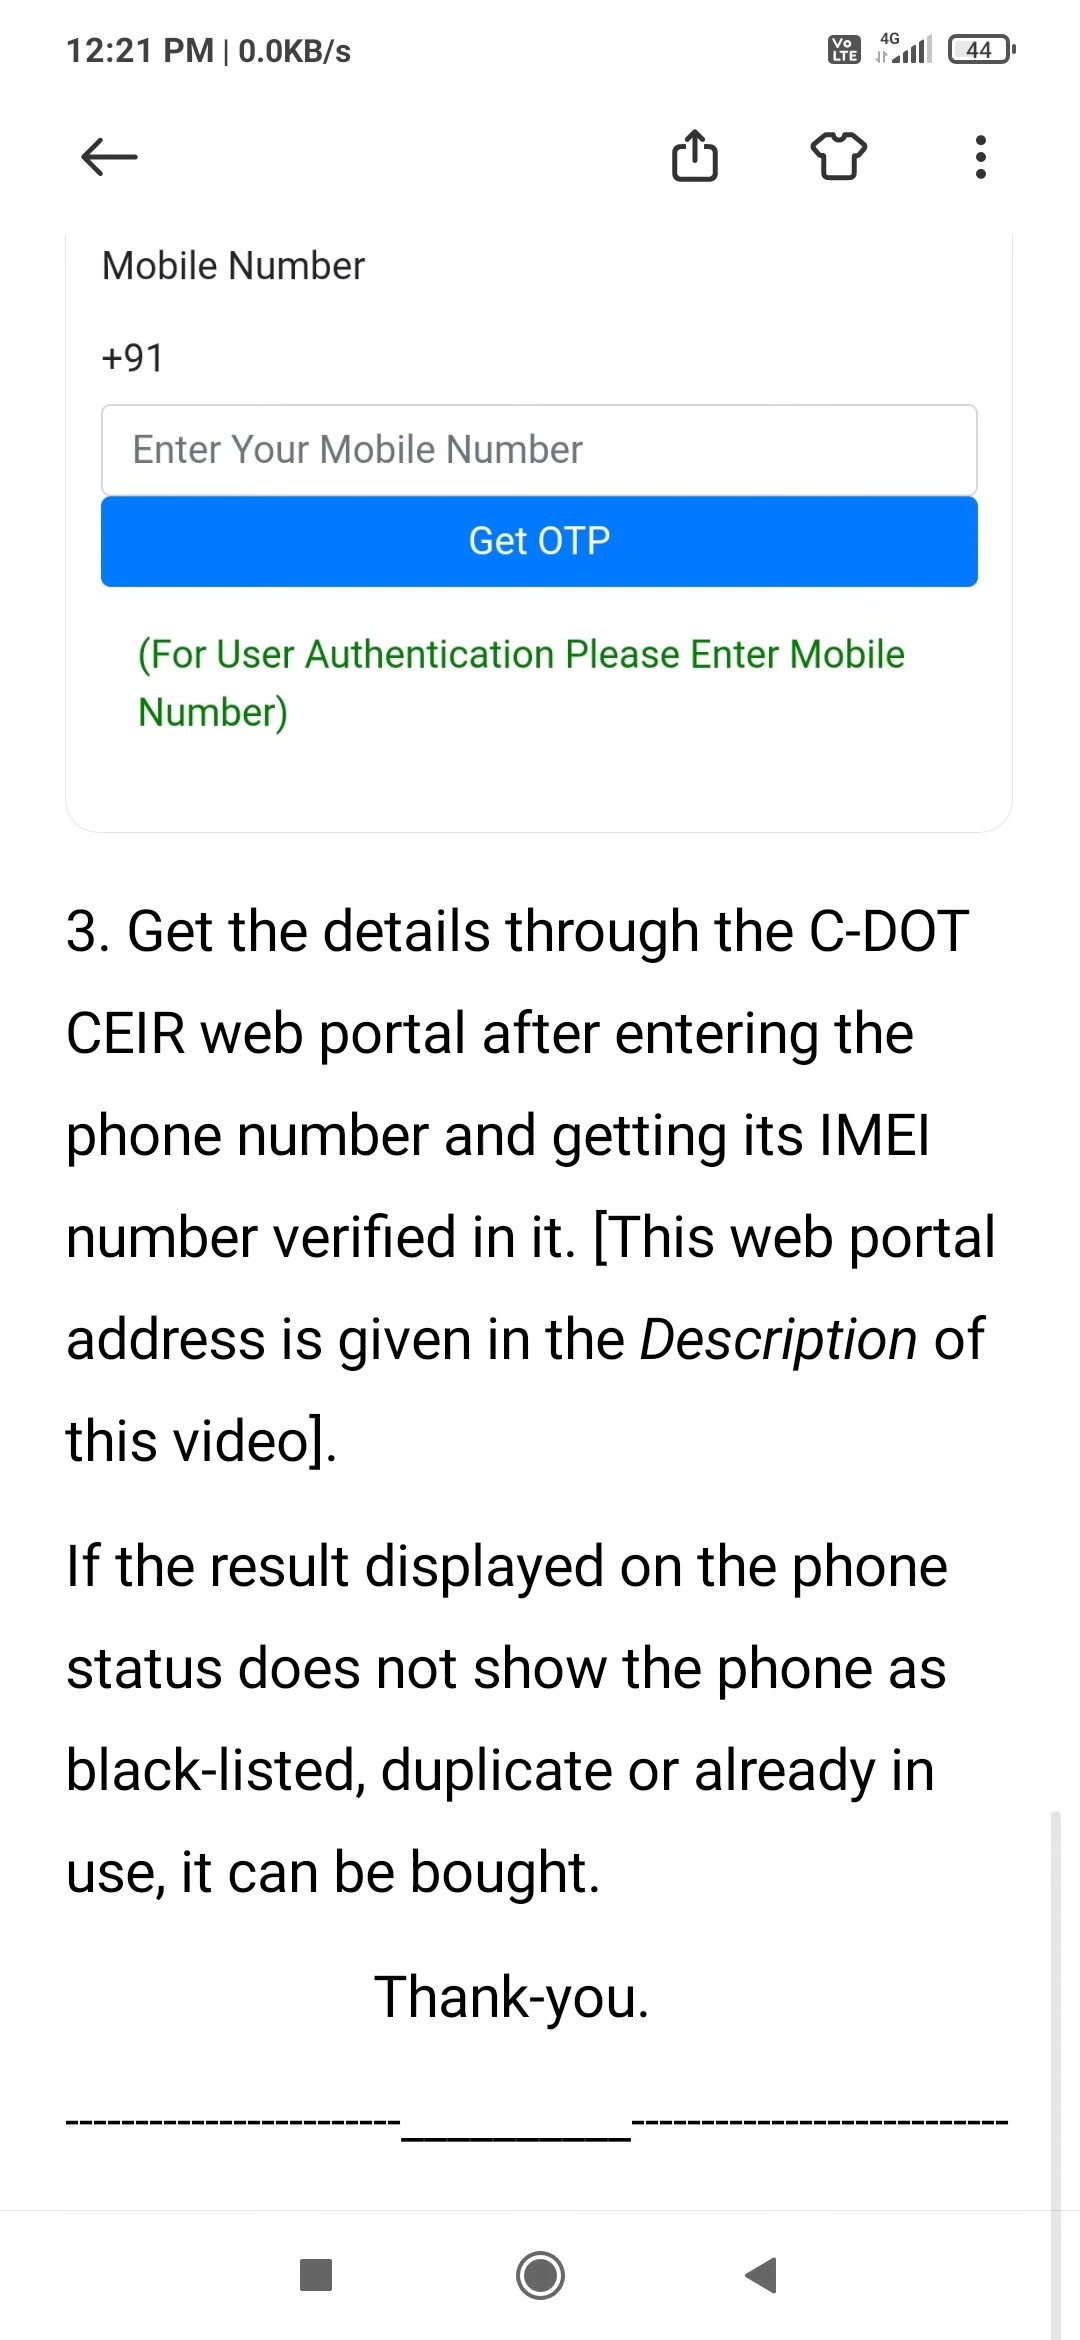 12:21 PM | 0.0KB/s
Vo LTE 4G 44
Mobile Number
+91
Enter Your Mobile Number
Get OTP
(For User Authentication Please Enter Mobile
Number)
3. Get the details through the C-DOT
CEIR web portal after entering the
phone number and getting its IMEI
number verified in it. [This web portal
address is given in the Description of
this video].
If the result displayed on the phone
status does not show the phone as
black-listed, duplicate or already in
use, it can be bought.
Thank-you.